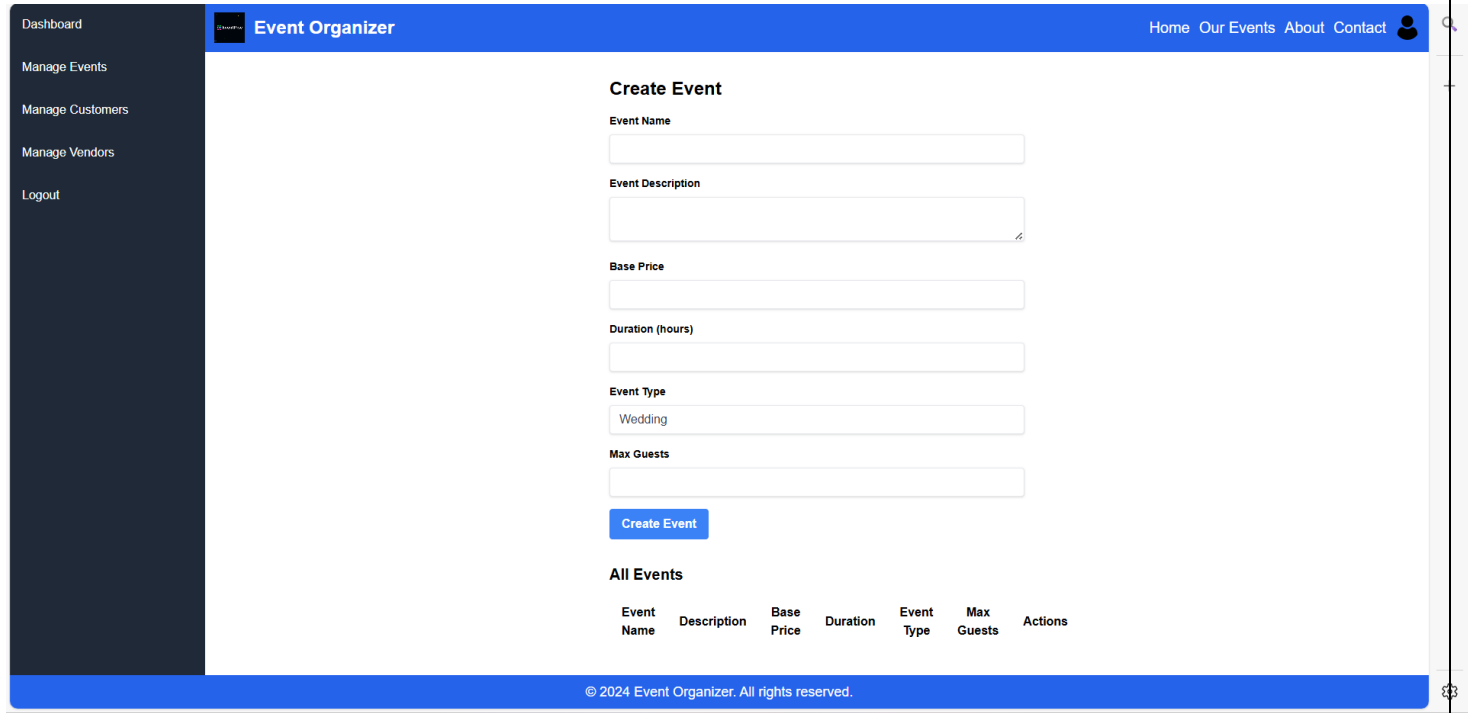 Dashboard
Manage Events
Manage Customers
Manage Vendors
Logout
Event Organizer
Home Our Events About Contact
Create Event
Event Name
Event Description
Base Price
Duration (hours)
Event Type
Wedding
Max Guests
Create Event
All Events
Event Name Description Base Price Duration Event Type Max Guests Actions
© 2024 Event Organizer. All rights reserved.